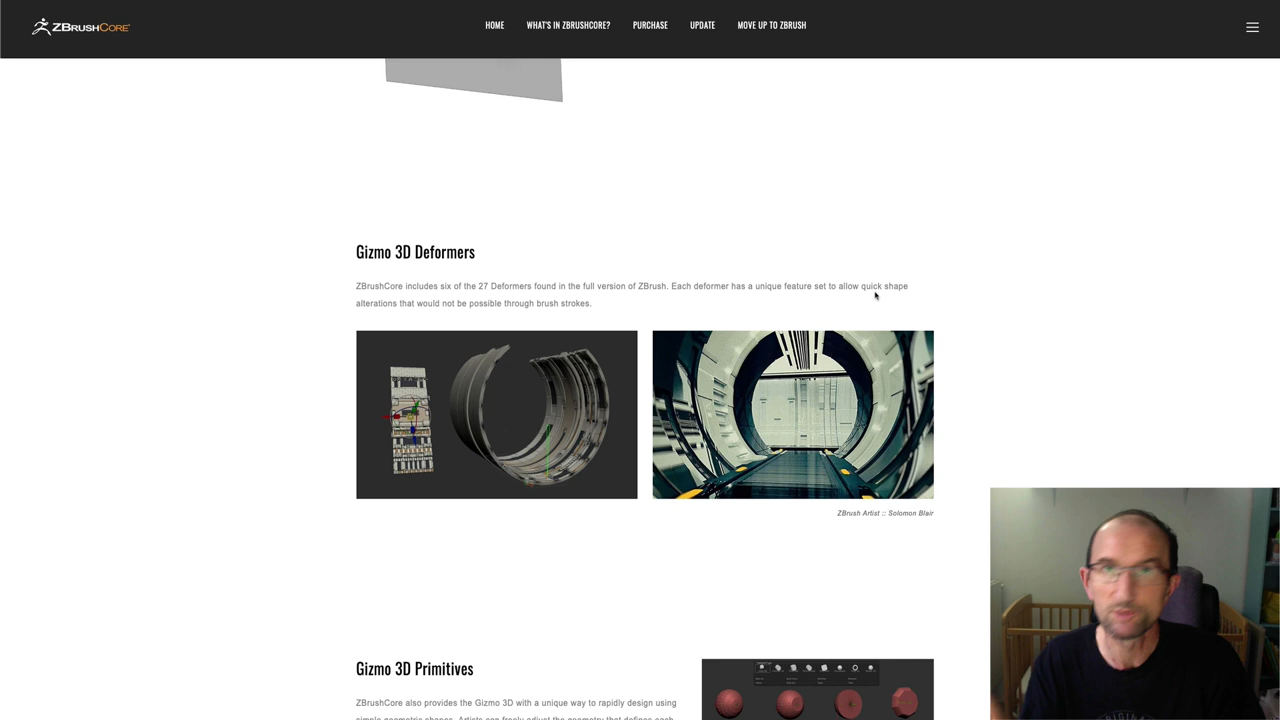 ZBRUSHCORE
HOME
WHAT'S IN ZBRUSHCORE?
PURCHASE
UPDATE
MOVE UP TO ZBRUSH
Gizmo 3D Deformers
ZBrushCore includes six of the 27 Deformers found in the full version of ZBrush. Each deformer has a unique feature set to allow quick shape
alterations that would not be possible through brush strokes.
ZBrush Artist :: Solomon Blair
Gizmo 3D Primitives
ZBrushCore also provides the Gizmo 3D with a unique way to rapidly design using
simple geometric shapes. Artists can freely adjust the geometry that defines each
ORIGINAL